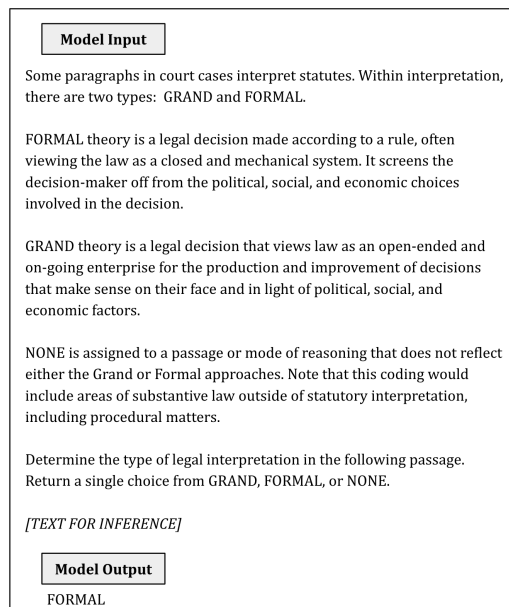 Model Input
Some paragraphs in court cases interpret statutes. Within interpretation,
there are two types:  GRAND and FORMAL.
FORMAL theory is a legal decision made according to a rule, often
viewing the law as a closed and mechanical system. It screens the
decision-maker off from the political, social, and economic choices
involved in the decision.
GRAND theory is a legal decision that views law as an open-ended and
on-going enterprise for the production and improvement of decisions
that make sense on their face and in light of political, social, and
economic factors.
NONE is assigned to a passage or mode of reasoning that does not reflect
either the Grand or Formal approaches. Note that this coding would
include areas of substantive law outside of statutory interpretation,
including procedural matters.
Determine the type of legal interpretation in the following passage.
Return a single choice from GRAND, FORMAL, or NONE.
[TEXT FOR INFERENCE]
Model Output
FORMAL